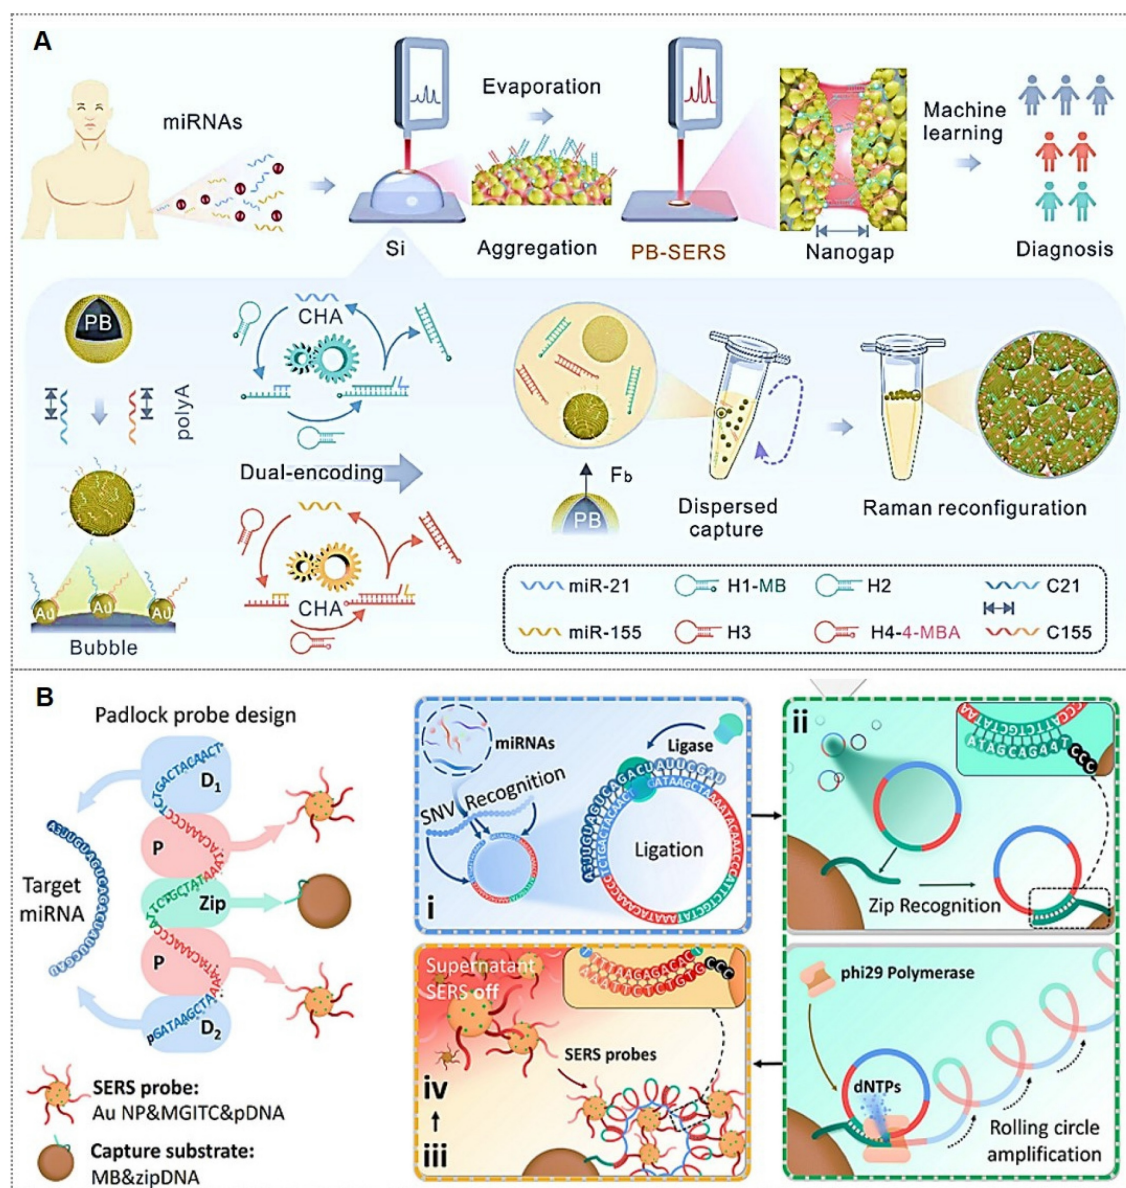 A
miRNAs
Evaporation
Machine
learning
Si
Aggregation
PB-SERS
Nanogap
Diagnosis
PB
polyA
Au
Au
Au
Bubble
CHA
Dual-encoding
CHA
PB
Fb
Dispersed
capture
Raman reconfiguration
miR-21
H1-MB
H2
C21
miR-155
H3
H4-4-MBA
C155
B
Padlock probe design
D1
P
Zip
P
D2
Target
miRNA
SERS probe:
Au NP&MGITC&pDNA
Capture substrate:
MB&zipDNA
miRNAs
SNV Recognition
Ligase
Ligation
i
ii
ATAGCAGAAT
CCC
Zip Recognition
Supernatant
SERS off
SERS probes
CCC
iv
iii
phi29 Polymerase
dNTPs
Rolling circle
amplification